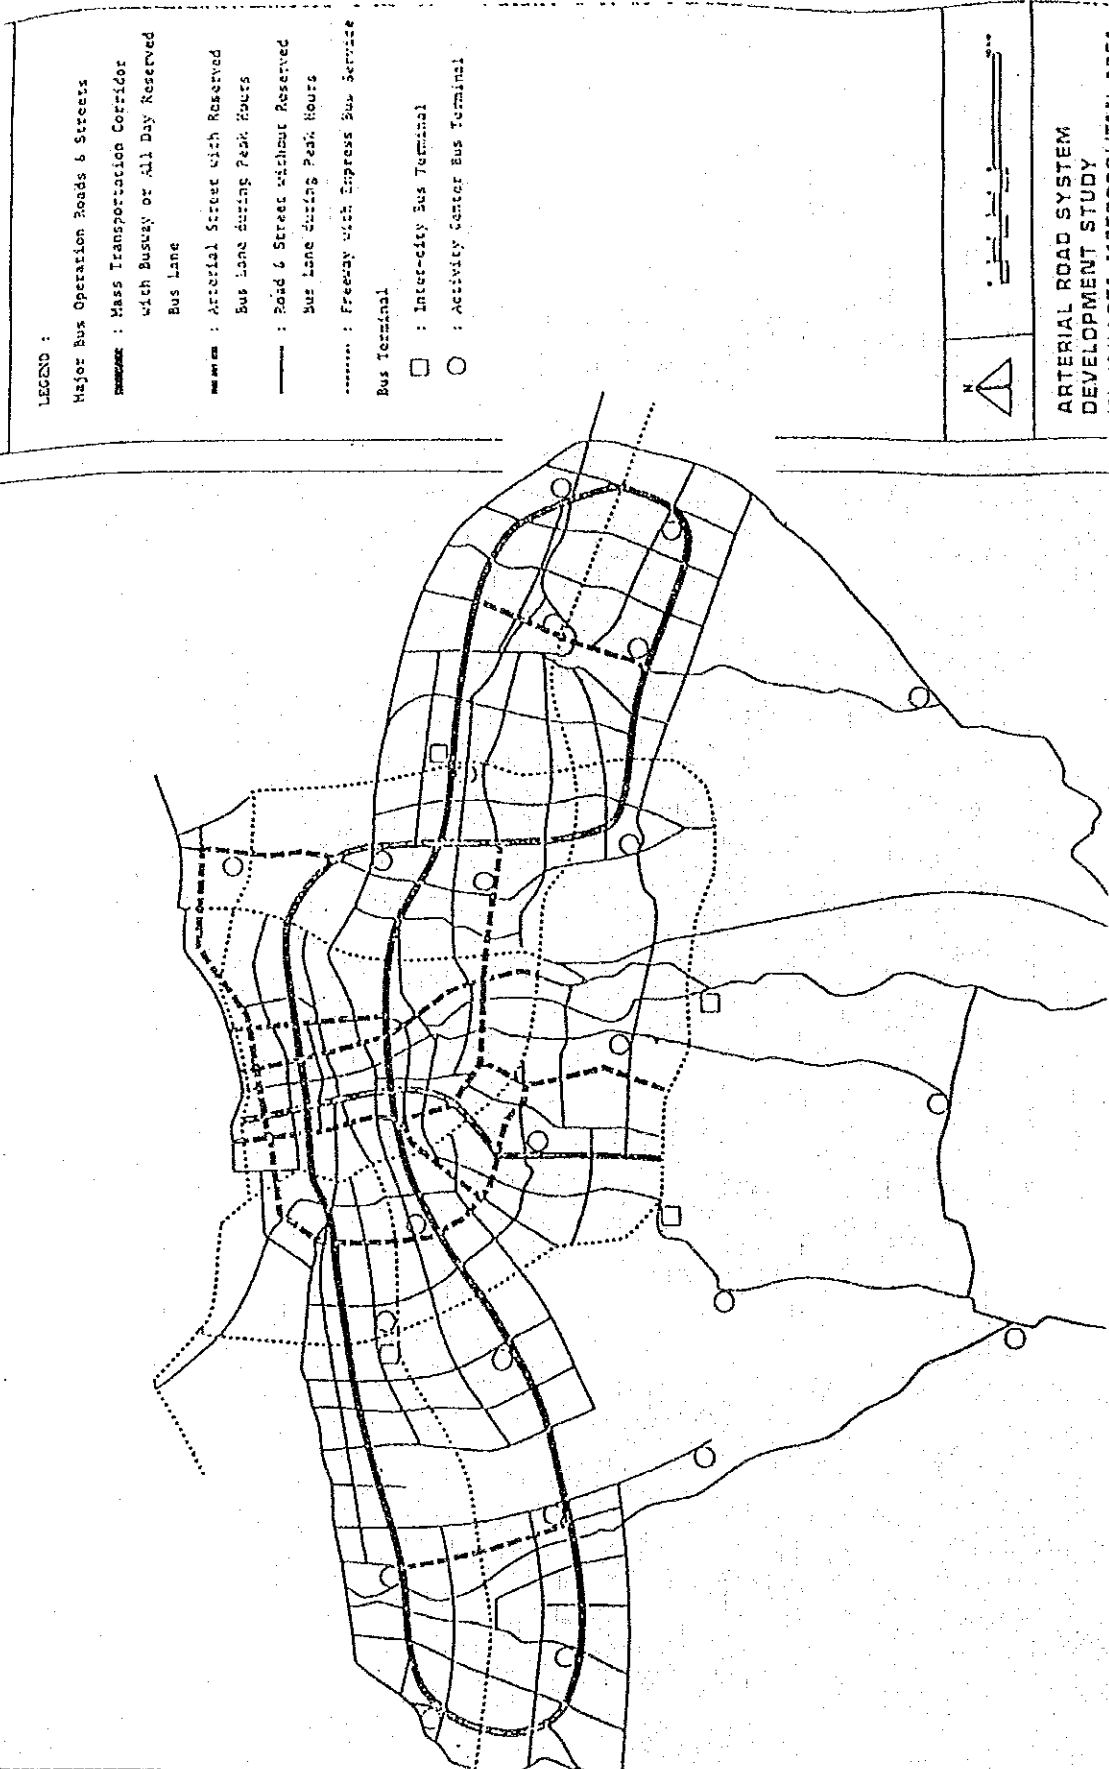 LEGEND :
Major Bus Operation Roads & Streets
: Mass Transportation Corridor
with Busway or All Day Reserved
Bus Lane
: Arterial Street with Reserved
Bus Lane during Peak Hours
: Road & Street without Reserved
Bus Lane during Peak Hours
: Freeway with Express Bus Service
Bus Terminal
: Inter-city Bus Terminal
: Activity Center Bus Terminal
N
ARTERIAL ROAD SYSTEM
DEVELOPMENT STUDY